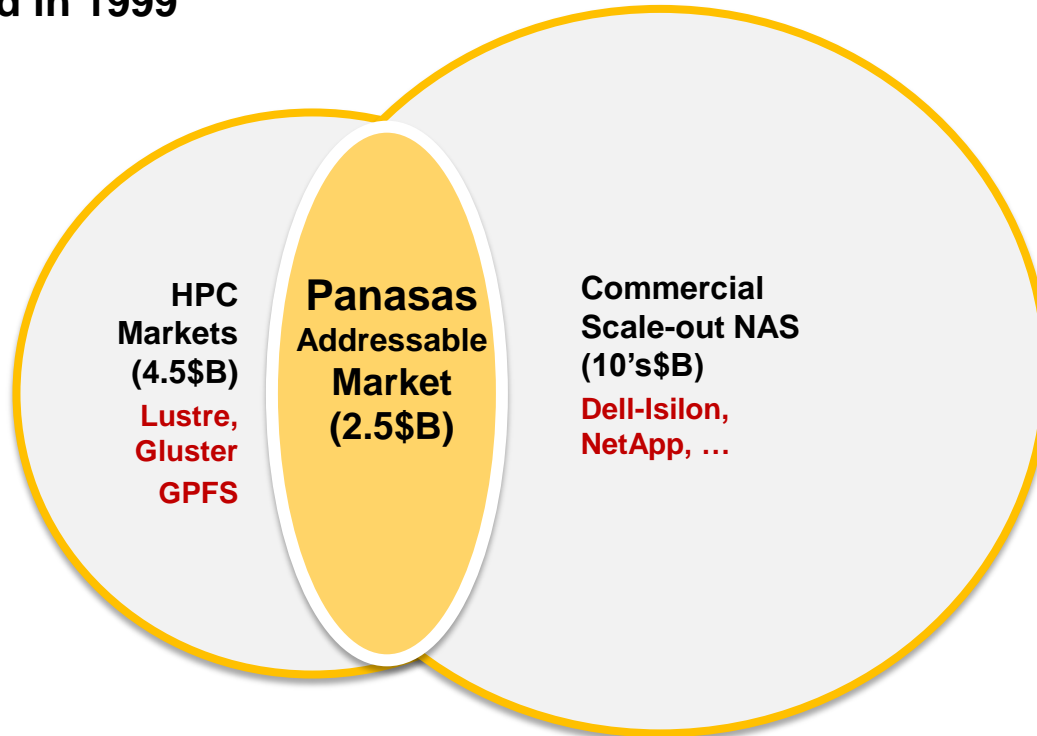 d in 1999
HPC
Markets
(4.5$B)
Lustre,
Gluster
GPFS
Panasas
Addressable
Market
(2.5$B)
Commercial
Scale-out NAS
(10’s$B)
Dell-Isilon,
NetApp, …